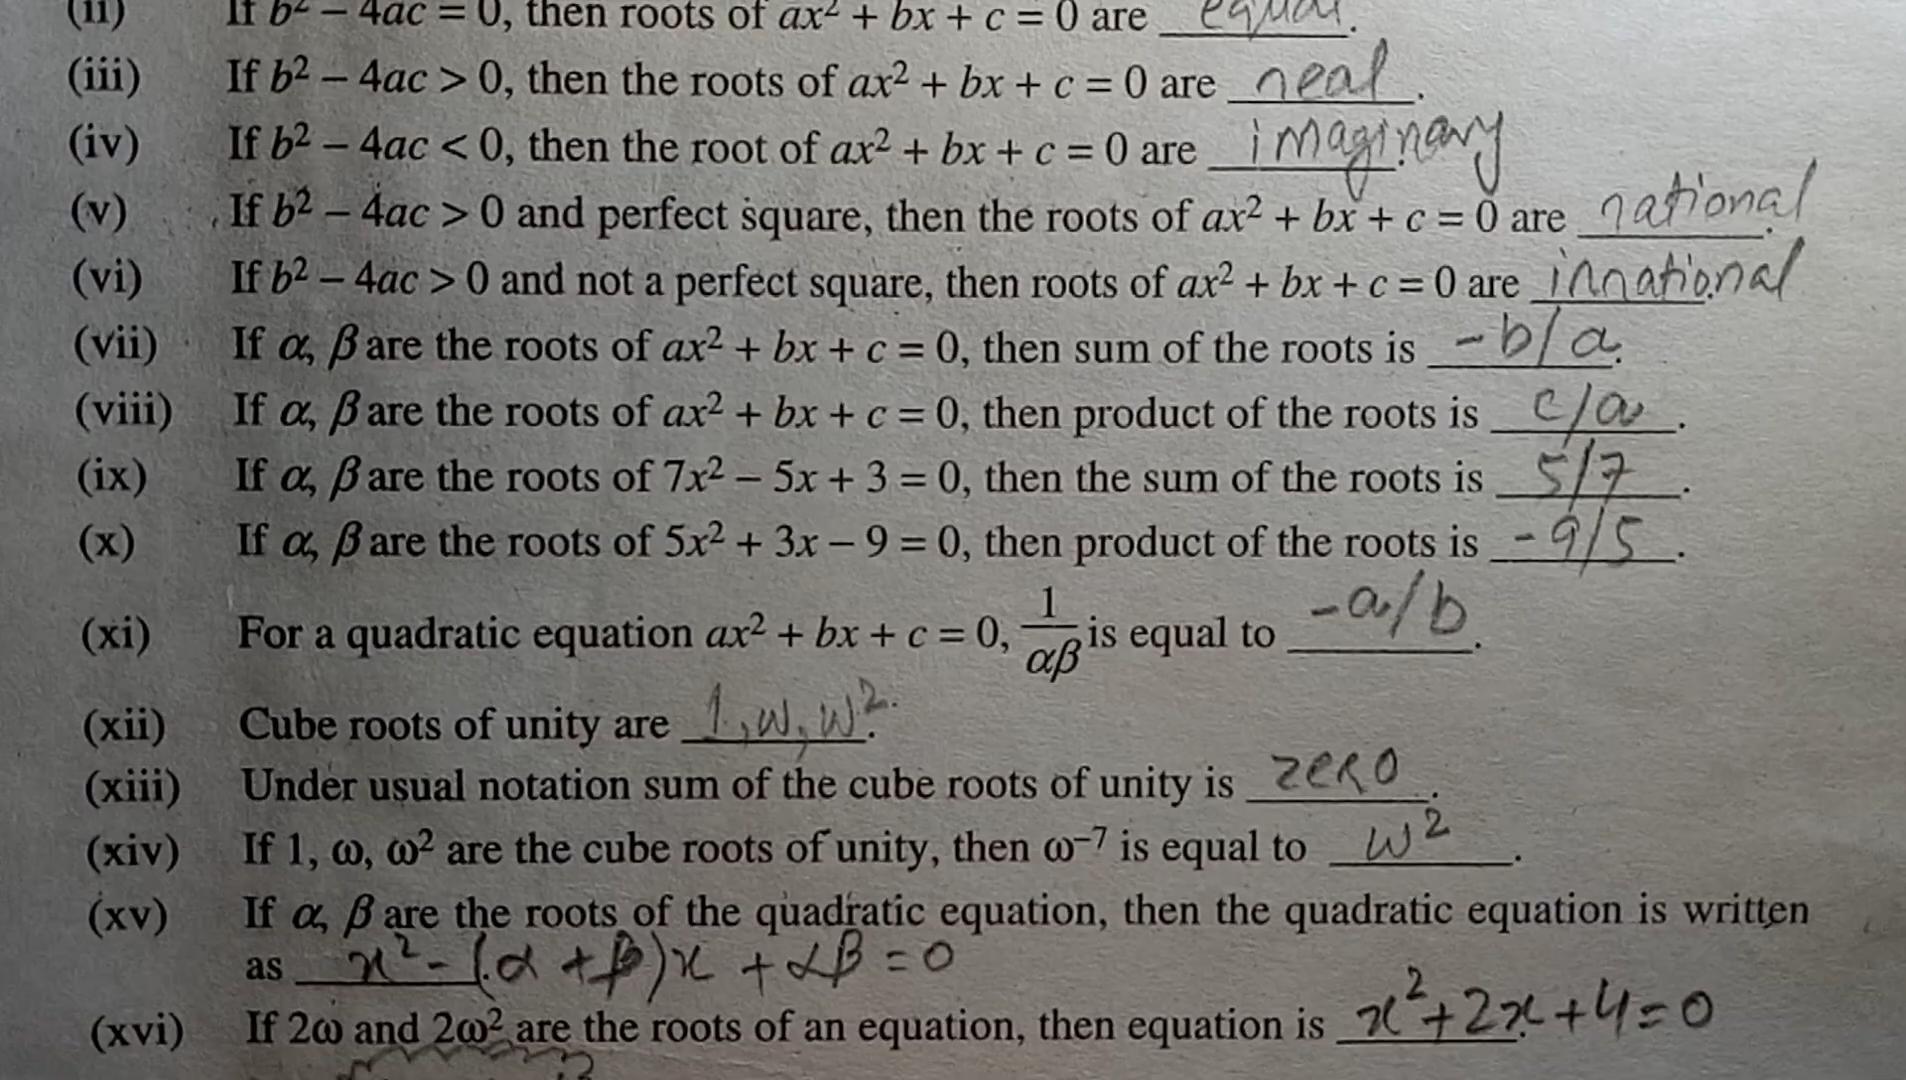 (ii) If b² – 4ac = 0, then roots of ax² + bx + c = 0 are equal.
(iii) If b² – 4ac > 0, then the roots of ax² + bx + c = 0 are real.
(iv) If b² – 4ac < 0, then the root of ax² + bx + c = 0 are imaginary.
(v) If b² – 4ac > 0 and perfect square, then the roots of ax² + bx + c = 0 are rational.
(vi) If b² – 4ac > 0 and not a perfect square, then roots of ax² + bx + c = 0 are irrational.
(vii) If α, β are the roots of ax² + bx + c = 0, then sum of the roots is -b/a.
(viii) If α, β are the roots of ax² + bx + c = 0, then product of the roots is c/a.
(ix) If α, β are the roots of 7x² – 5x + 3 = 0, then the sum of the roots is 5/7.
(x) If α, β are the roots of 5x² + 3x – 9 = 0, then product of the roots is -9/5.
(xi) For a quadratic equation ax² + bx + c = 0, 1/αβ is equal to -a/b.
(xii) Cube roots of unity are 1, w, w².
(xiii) Under usual notation sum of the cube roots of unity is zero.
(xiv) If 1, ω, ω² are the cube roots of unity, then ω⁻⁷ is equal to w².
(xv) If α, β are the roots of the quadratic equation, then the quadratic equation is written
as x² - (α + β)x + αβ = 0
(xvi) If 2ω and 2ω² are the roots of an equation, then equation is x² + 2x + 4 = 0.